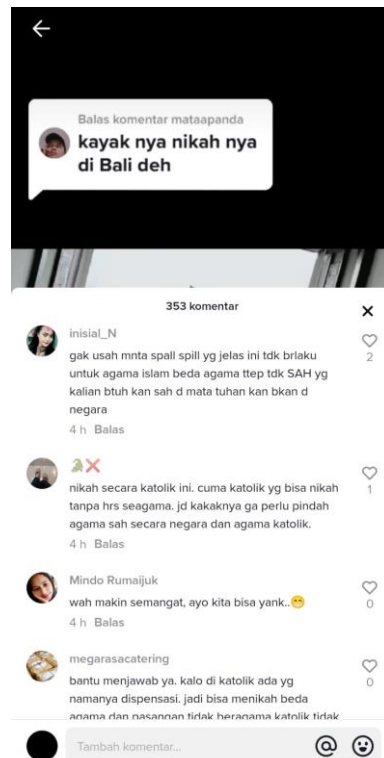 Balas komentar mataapanda
kayak nya nikah nya
di Bali deh
353 komentar
inisial_N
gak usah mnta spall spill yg jelas ini tdk brlaku
untuk agama islam beda agama ttep tdk SAH yg
kalian btuh kan sah d mata tuhan kan bkan d
negara
2
4 h Balas
🐊❌
nikah secara katolik ini. cuma katolik yg bisa nikah
tanpa hrs seagama. jd kakaknya ga perlu pindah
agama sah secara negara dan agama katolik.
1
4 h Balas
Mindo Rumaijuk
wah makin semangat, ayo kita bisa yank..😁
0
4 h Balas
megarasacatering
bantu menjawab ya. kalo di katolik ada yg
namanya dispensasi. jadi bisa menikah beda
agama dan pasangan tidak beragama katolik tidak
0
Tambah komentar...